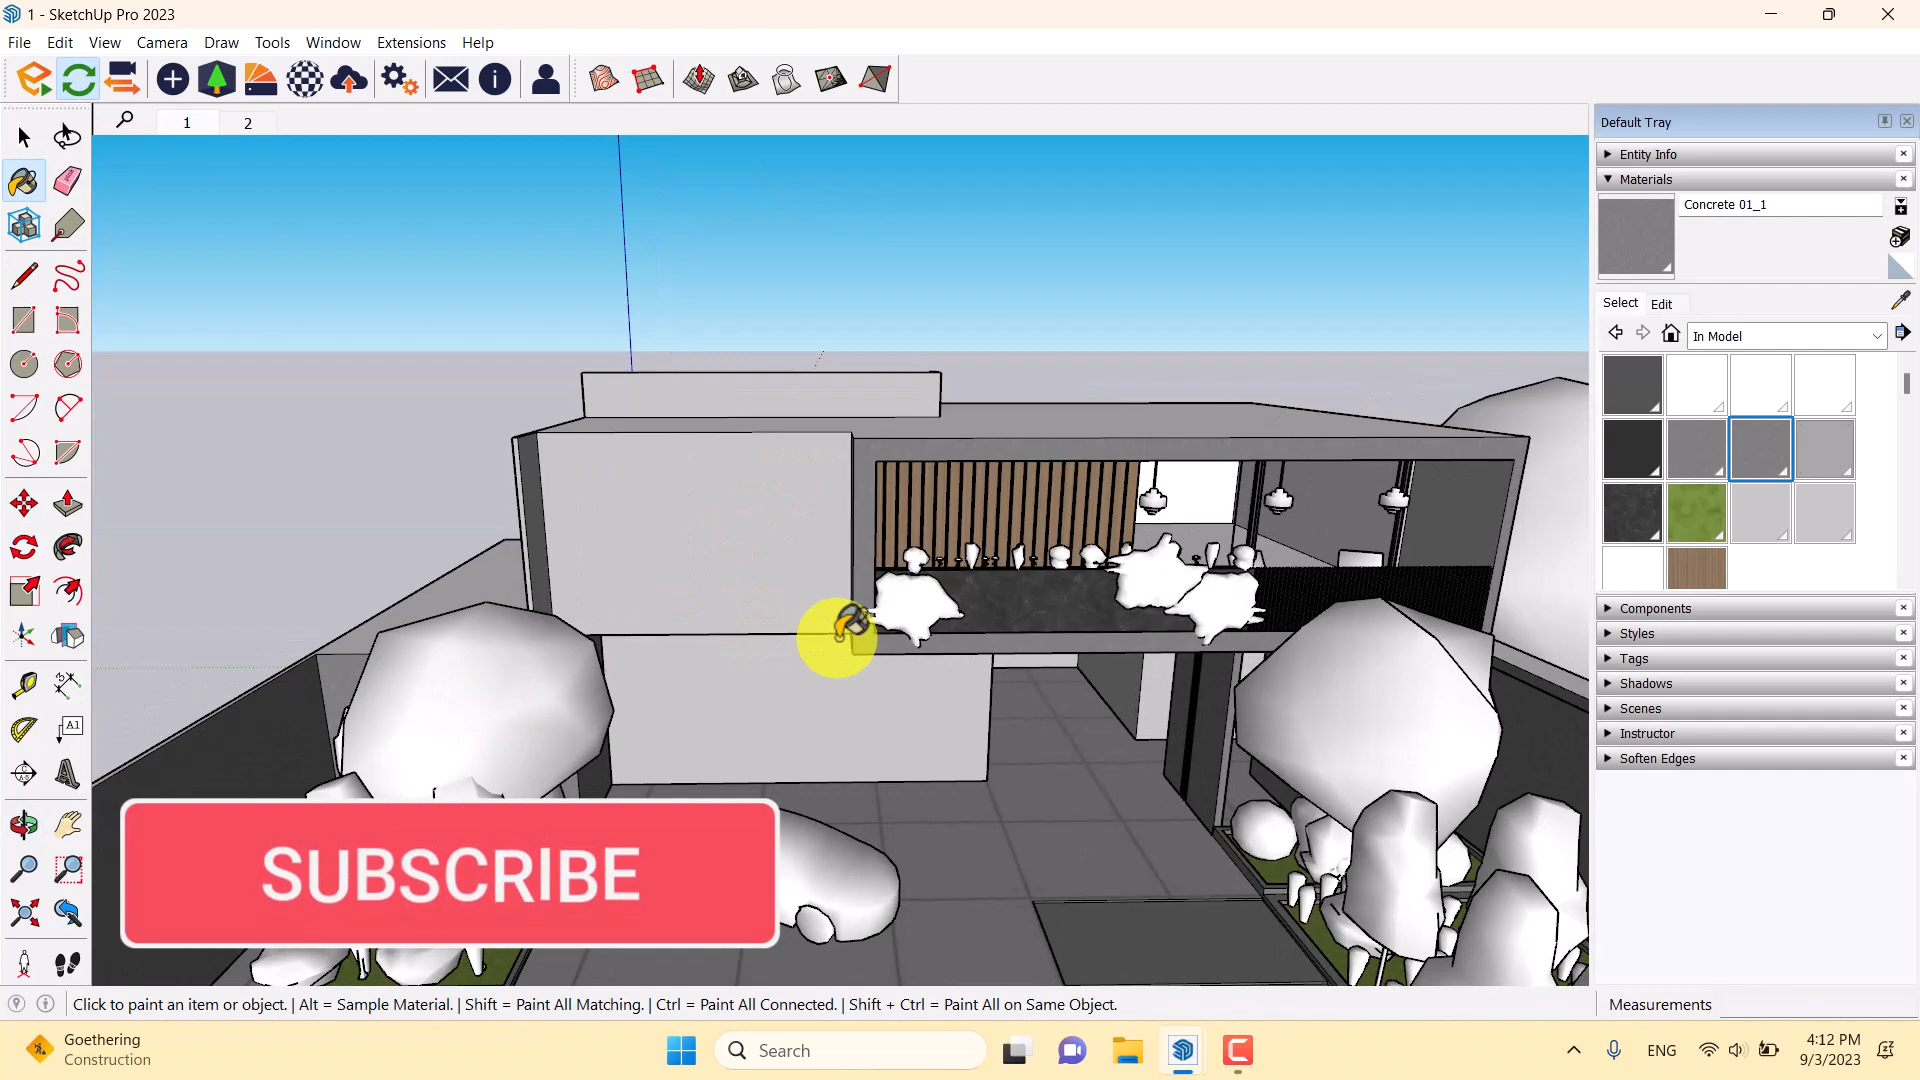 1 - SketchUp Pro 2023
File Edit View Camera Draw Tools Window Extensions Help
1 2
Default Tray
Entity Info
Materials
Concrete 01_1
Select Edit
In Model
Components
Styles
Tags
Shadows
Scenes
Instructor
Soften Edges
A1
SUBSCRIBE
Click to paint an item or object. | Alt = Sample Material. | Shift = Paint All Matching. | Ctrl = Paint All Connected. | Shift + Ctrl = Paint All on Same Object.
Measurements
Goethering
Construction
Search
ENG
4:12 PM
9/3/2023